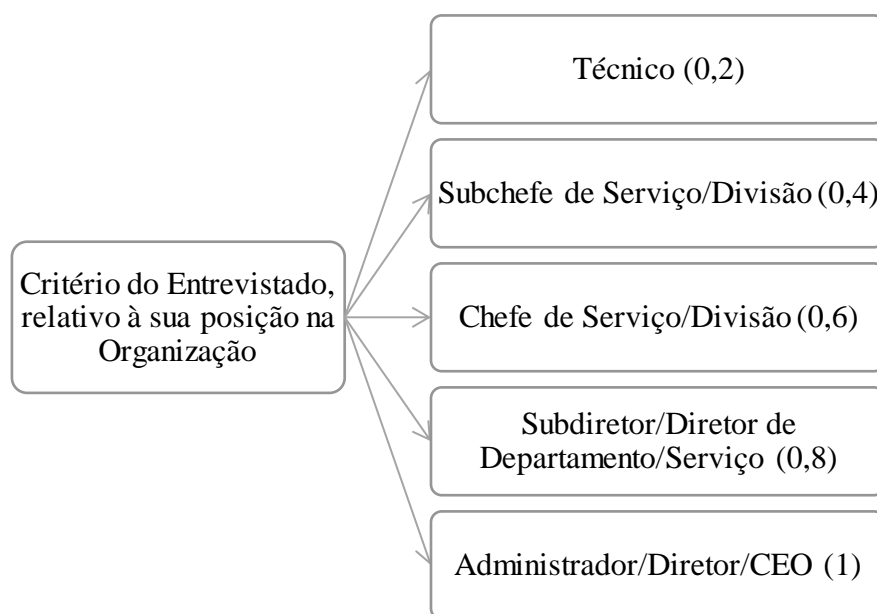 Técnico (0,2)
Subchefe de Serviço/Divisão (0,4)
Critério do Entrevistado,
relativo à sua posição na
Organização
Chefe de Serviço/Divisão (0,6)
Subdiretor/Diretor de
Departamento/Serviço (0,8)
Administrador/Diretor/CEO (1)